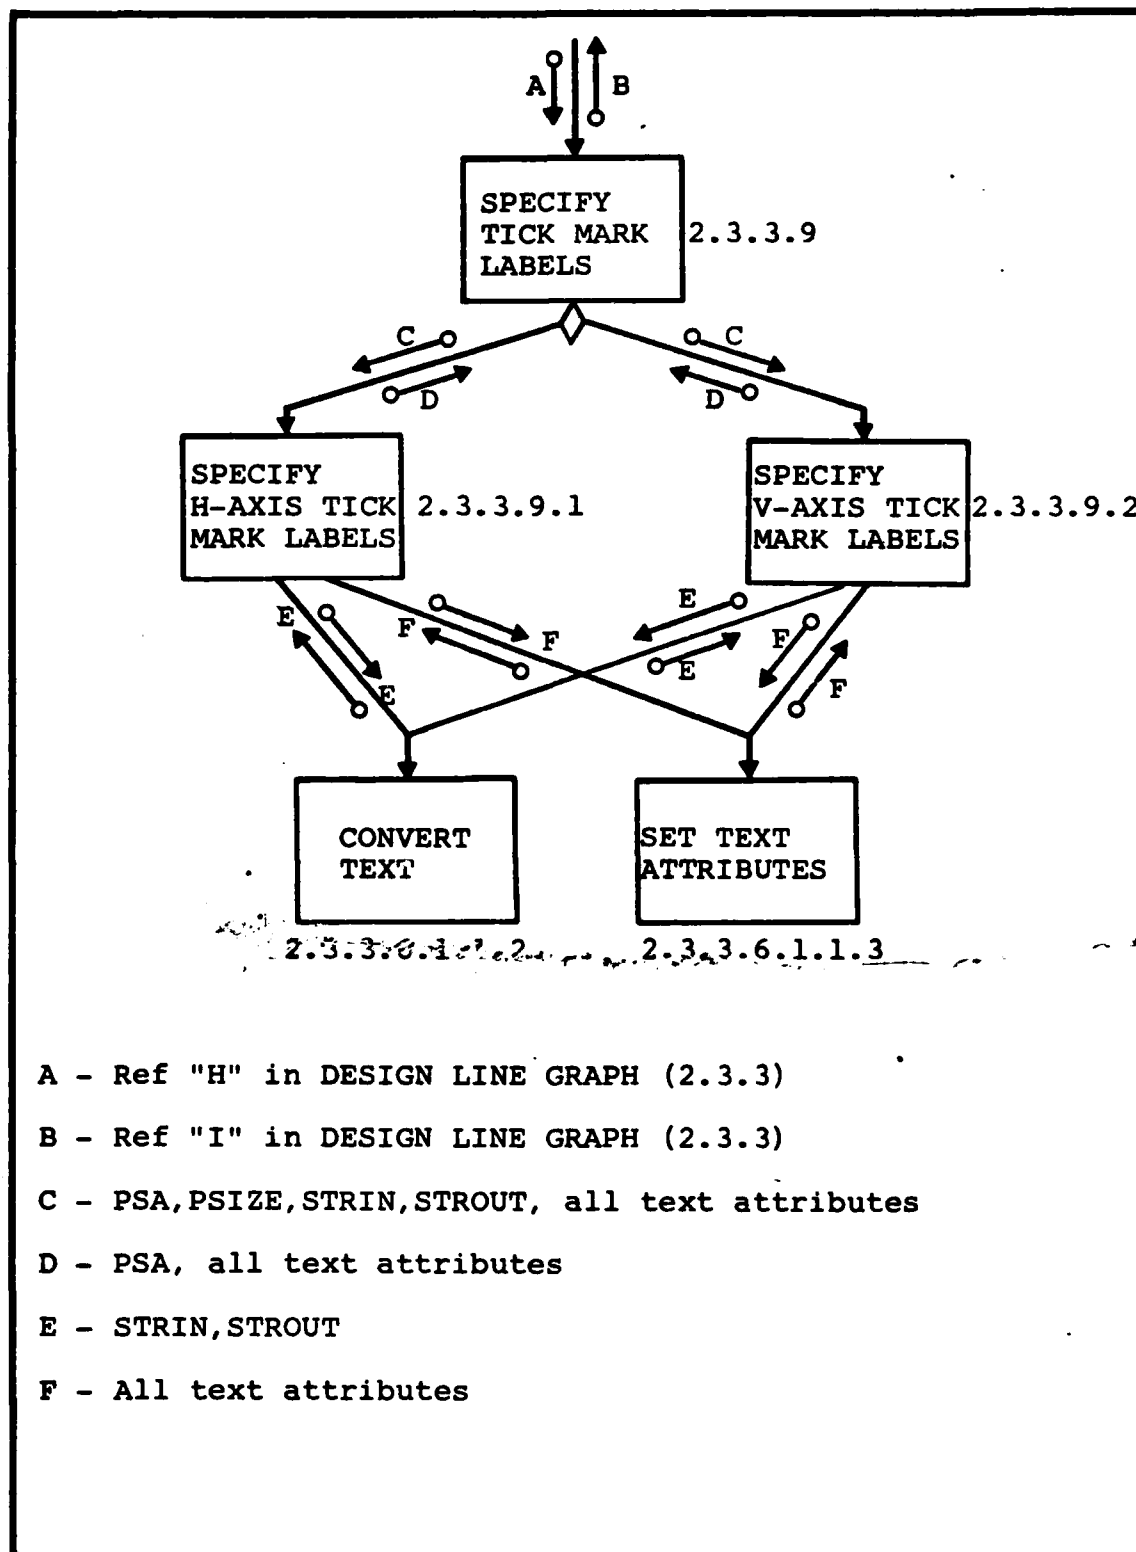 A
B
SPECIFY
TICK MARK
LABELS
2.3.3.9
C
C
D
D
SPECIFY
H-AXIS TICK
MARK LABELS
2.3.3.9.1
SPECIFY
V-AXIS TICK
MARK LABELS
2.3.3.9.2
E
F
F
E
E
F
E
F
CONVERT
TEXT
SET TEXT
ATTRIBUTES
2.3.3.6.1.1.3
A - Ref "H" in DESIGN LINE GRAPH (2.3.3)
B - Ref "I" in DESIGN LINE GRAPH (2.3.3)
C - PSA,PSIZE,STRIN,STROUT, all text attributes
D - PSA, all text attributes
E - STRIN,STROUT
F - All text attributes